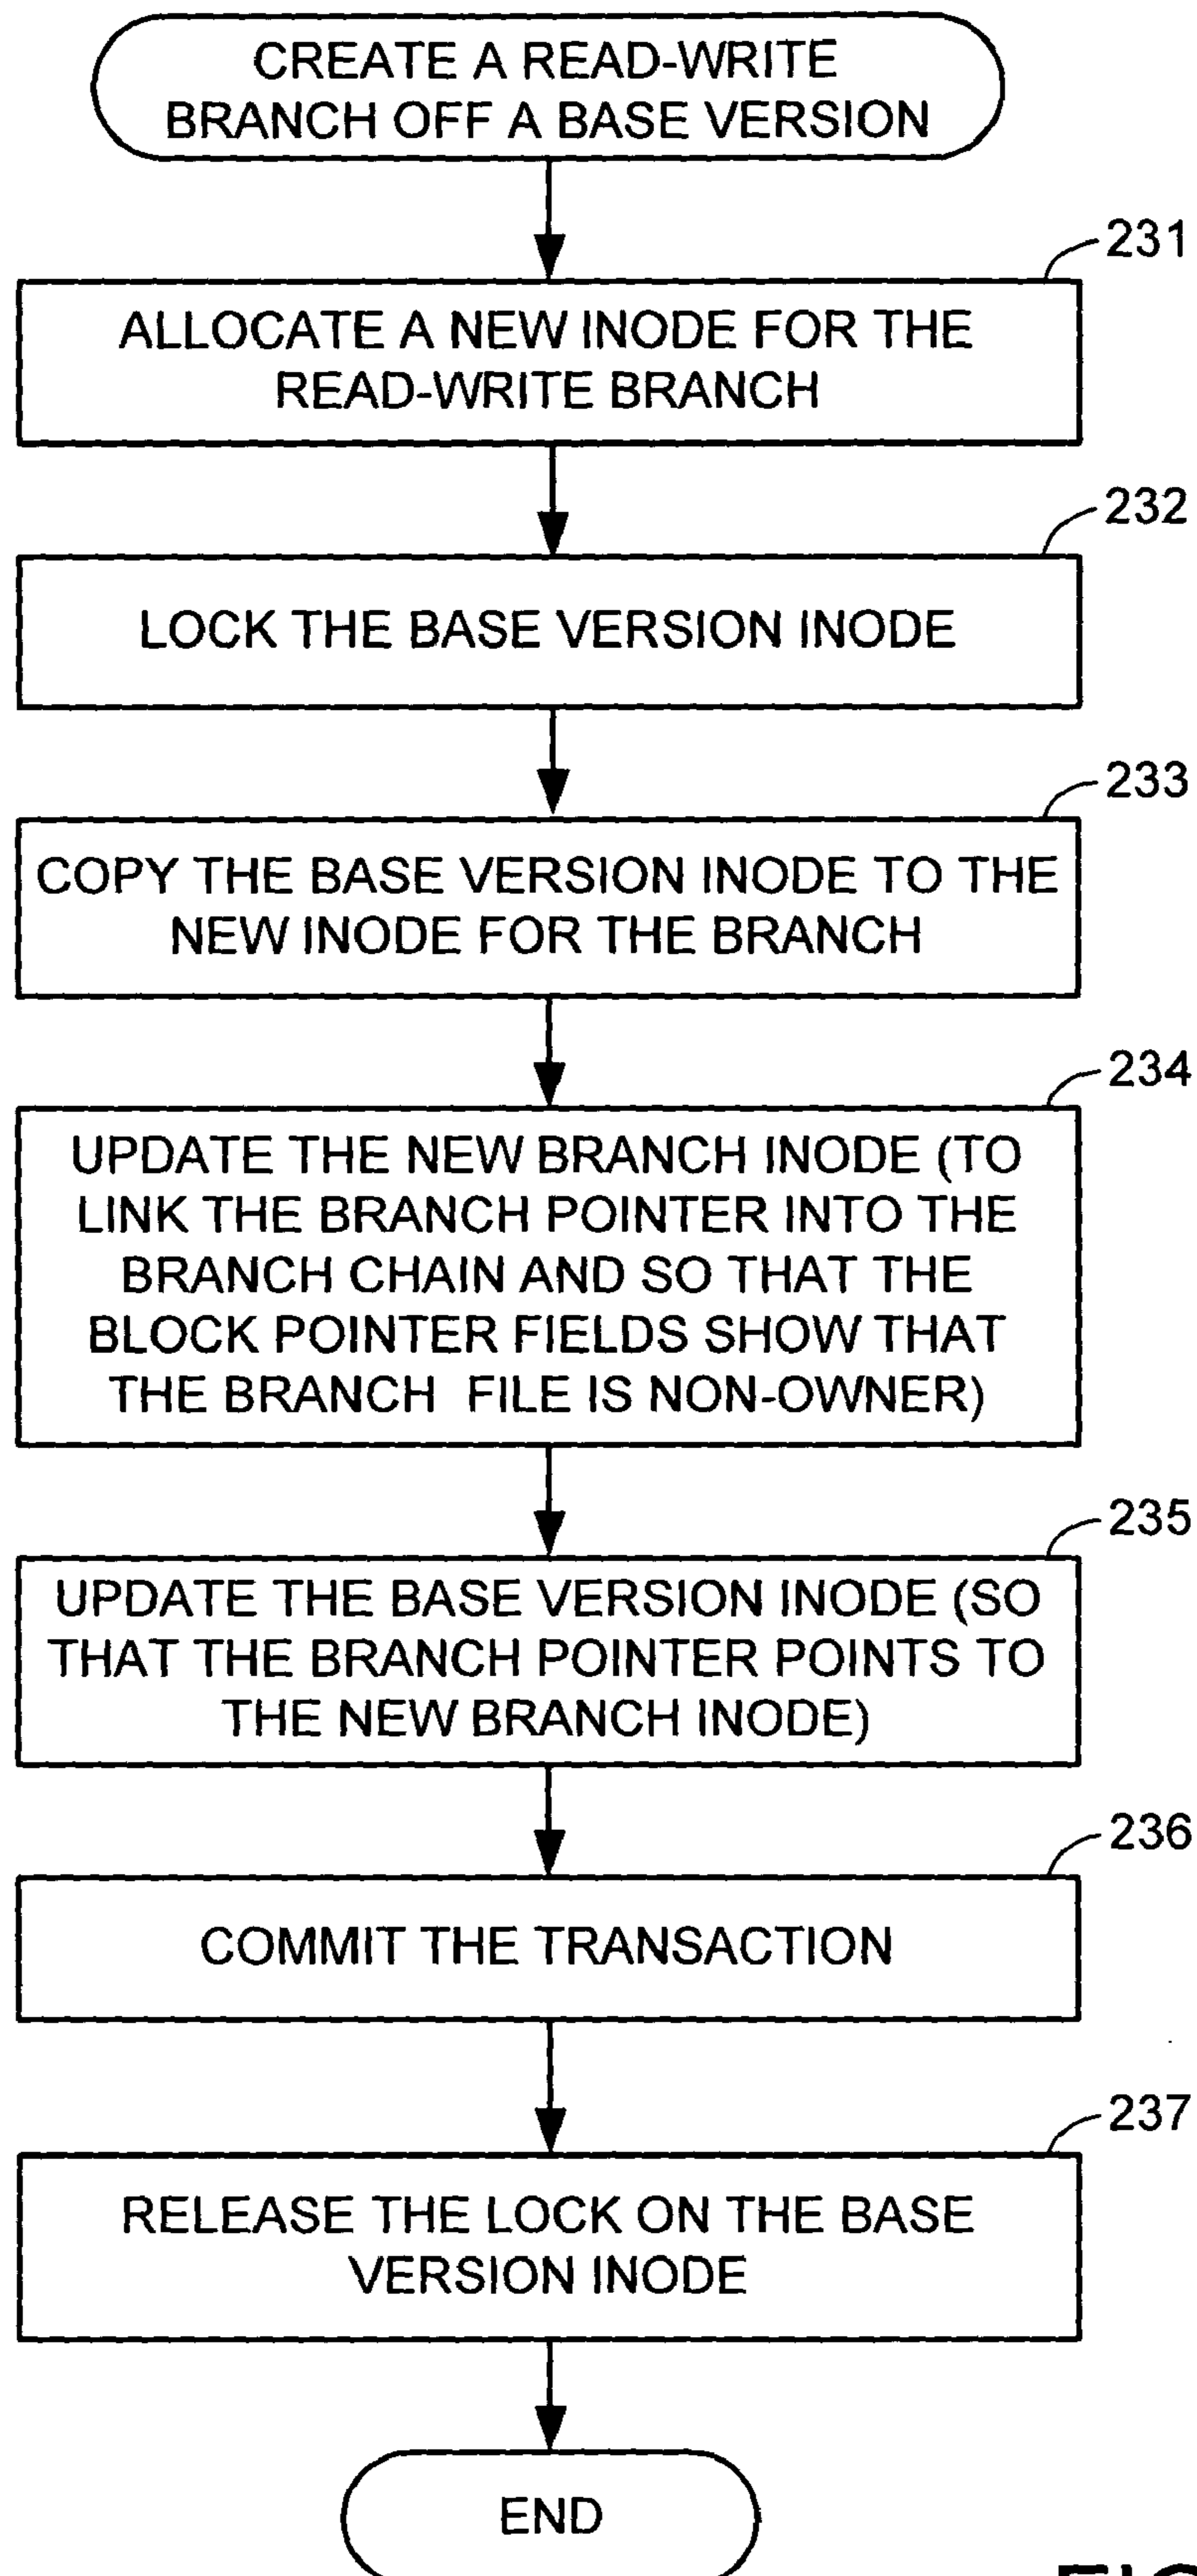 CREATE A READ-WRITE
BRANCH OFF A BASE VERSION
231
ALLOCATE A NEW INODE FOR THE
READ-WRITE BRANCH
232
LOCK THE BASE VERSION INODE
233
COPY THE BASE VERSION INODE TO THE
NEW INODE FOR THE BRANCH
234
UPDATE THE NEW BRANCH INODE (TO
LINK THE BRANCH POINTER INTO THE
BRANCH CHAIN AND SO THAT THE
BLOCK POINTER FIELDS SHOW THAT
THE BRANCH FILE IS NON-OWNER)
235
UPDATE THE BASE VERSION INODE (SO
THAT THE BRANCH POINTER POINTS TO
THE NEW BRANCH INODE)
236
COMMIT THE TRANSACTION
237
RELEASE THE LOCK ON THE BASE
VERSION INODE
END